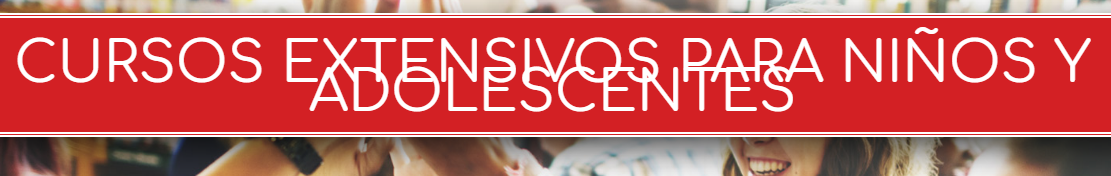 CURSOS EXTENSIVOS PARA NIÑOS Y
ADOLESCENTES